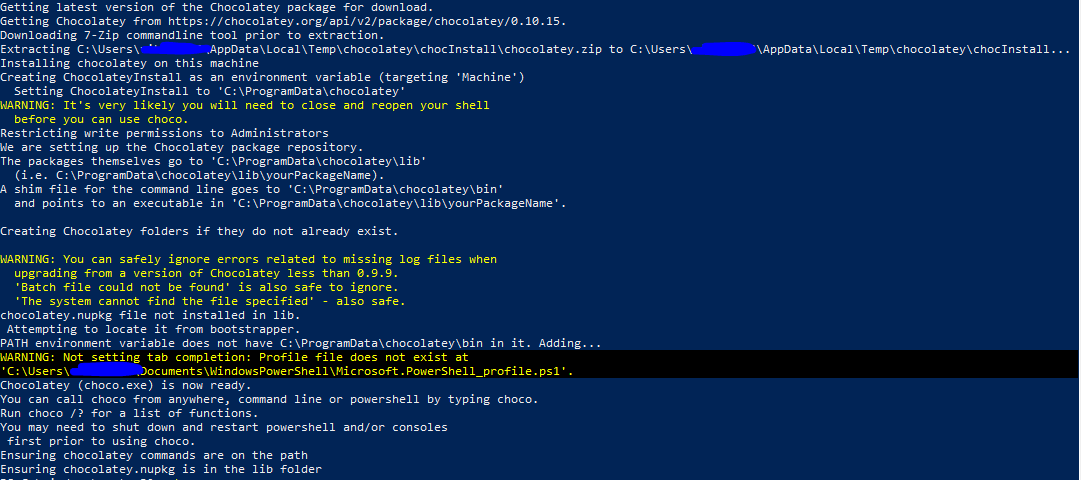 Getting latest version of the Chocolatey package for download.
Getting Chocolatey from https://chocolatey.org/api/v2/package/chocolatey/0.10.15.
Downloading 7-Zip commandline tool prior to extraction.
Extracting C:\Users\ AppData\Local\Temp\chocolatey\chocInstall\chocolatey.zip to C:\Users\ \AppData\Local\Temp\chocolatey\chocInstall...
Installing chocolatey on this machine
Creating ChocolateyInstall as an environment variable (targeting 'Machine')
  Setting ChocolateyInstall to 'C:\ProgramData\chocolatey'
WARNING: It's very likely you will need to close and reopen your shell
  before you can use choco.
Restricting write permissions to Administrators
We are setting up the Chocolatey package repository.
The packages themselves go to 'C:\ProgramData\chocolatey\lib'
  (i.e. C:\ProgramData\chocolatey\lib\yourPackageName).
A shim file for the command line goes to 'C:\ProgramData\chocolatey\bin'
  and points to an executable in 'C:\ProgramData\chocolatey\lib\yourPackageName'.
Creating Chocolatey folders if they do not already exist.
WARNING: You can safely ignore errors related to missing log files when
  upgrading from a version of Chocolatey less than 0.9.9.
  'Batch file could not be found' is also safe to ignore.
  'The system cannot find the file specified' - also safe.
chocolatey.nupkg file not installed in lib.
 Attempting to locate it from bootstrapper.
PATH environment variable does not have C:\ProgramData\chocolatey\bin in it. Adding...
WARNING: Not setting tab completion: Profile file does not exist at
'C:\Users\ \Documents\WindowsPowerShell\Microsoft.PowerShell_profile.ps1'.
Chocolatey (choco.exe) is now ready.
You can call choco from anywhere, command line or powershell by typing choco.
Run choco /? for a list of functions.
You may need to shut down and restart powershell and/or consoles
 first prior to using choco.
Ensuring chocolatey commands are on the path
Ensuring chocolatey.nupkg is in the lib folder